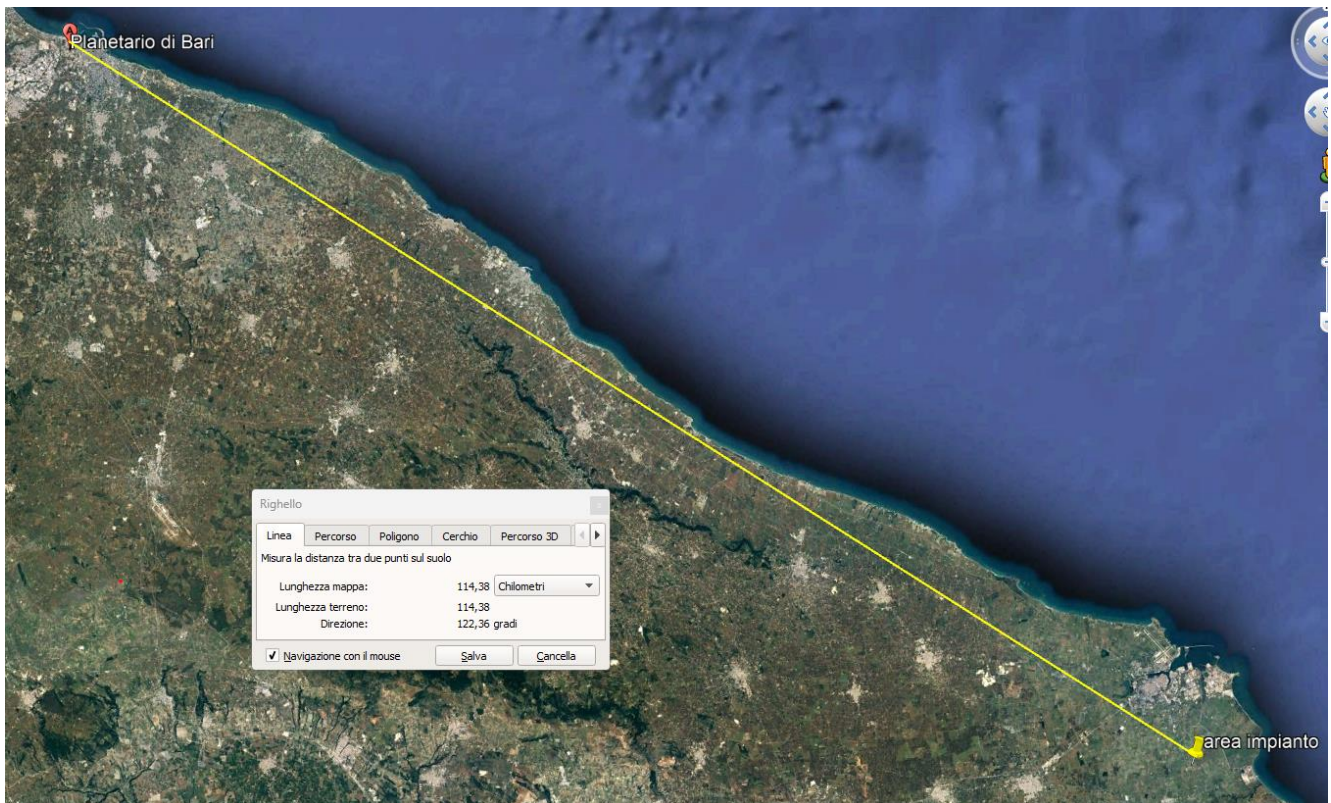 Planetario di Bari
Righello
Linea Percorso Poligono Cerchio Percorso 3D
Misura la distanza tra due punti sul suolo
Lunghezza mappa: 114,38 Chilometri
Lunghezza terreno: 114,38
Direzione: 122,36 gradi
Navigazione con il mouse Salva Cancella
area impianto